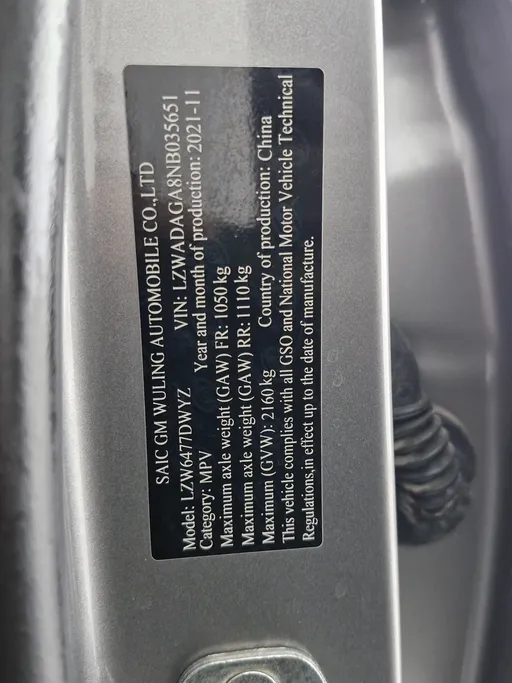 SAIC GM WULING AUTOMOBILE CO.,LTD
Model: LZW6477DWYZ VIN: LZWADAGA8NB035651
Category: MPV Year and month of production: 2021-11
Maximum axle weight (GAW) FR: 1050 kg
Maximum axle weight (GAW) RR: 1110 kg
Maximum (GVW): 2160 kg Country of production: China
This vehicle complies with all GSO and National Motor Vehicle Technical
Regulations,in effect up to the date of manufacture.